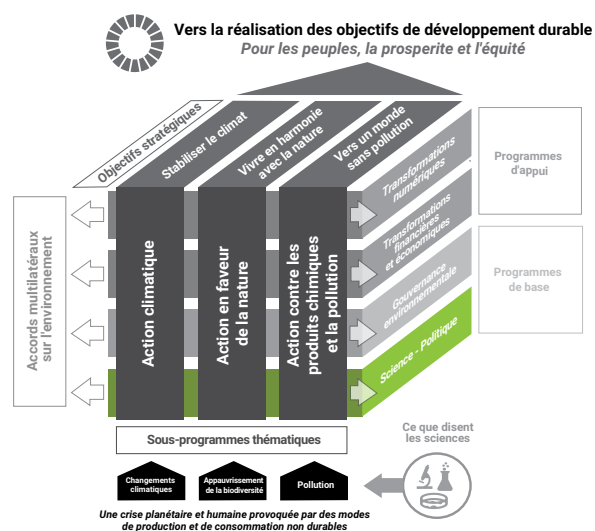 Vers la réalisation des objectifs de développement durable
Pour les peuples, la prosperite et l'équité
Objectifs stratégiques
Stabiliser le climat
Vivre en harmonie
avec la nature
Vers un monde
sans pollution
Transformations
numériques
Transformations
financières
et économiques
Gouvernance
environnementale
Science - Politique
Programmes
d'appui
Programmes
de base
Accords multilatéraux
sur l'environnement
Action climatique
Action en faveur
de la nature
Action contre les
produits chimiques
et la pollution
Sous-programmes thématiques
Ce que disent
les sciences
Changements
climatiques
Appauvrissement
de la biodiversité
Pollution
Une crise planétaire et humaine provoquée par des modes
de production et de consommation non durables